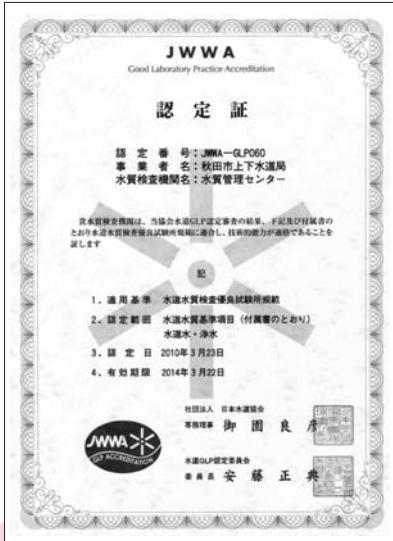 JWWA
Good Laboratory Practice Accreditation
認定証
認定番号:JWWA－GLP060
事業者名:秋田市上下水道局
水質検査機関名:水質管理センター
貴水質検査機関は、当協会水道GLP認定審査の結果、下記及び付属書の
とおり水道水質検査優良試験所規範に適合し、技術的能力が適格であることを
証します
記
1．適用基準 水道水質検査優良試験所規範
2．認定範囲 水道水質基準項目（付属書のとおり）
水道水・浄水
3．認定日 2010年3月23日
4．有効期限 2014年3月22日
社団法人 日本水道協会
専務理事 御園良彦
水道GLP認定委員会
委員長 安藤正典
JWWA
GLP ACCREDITATION